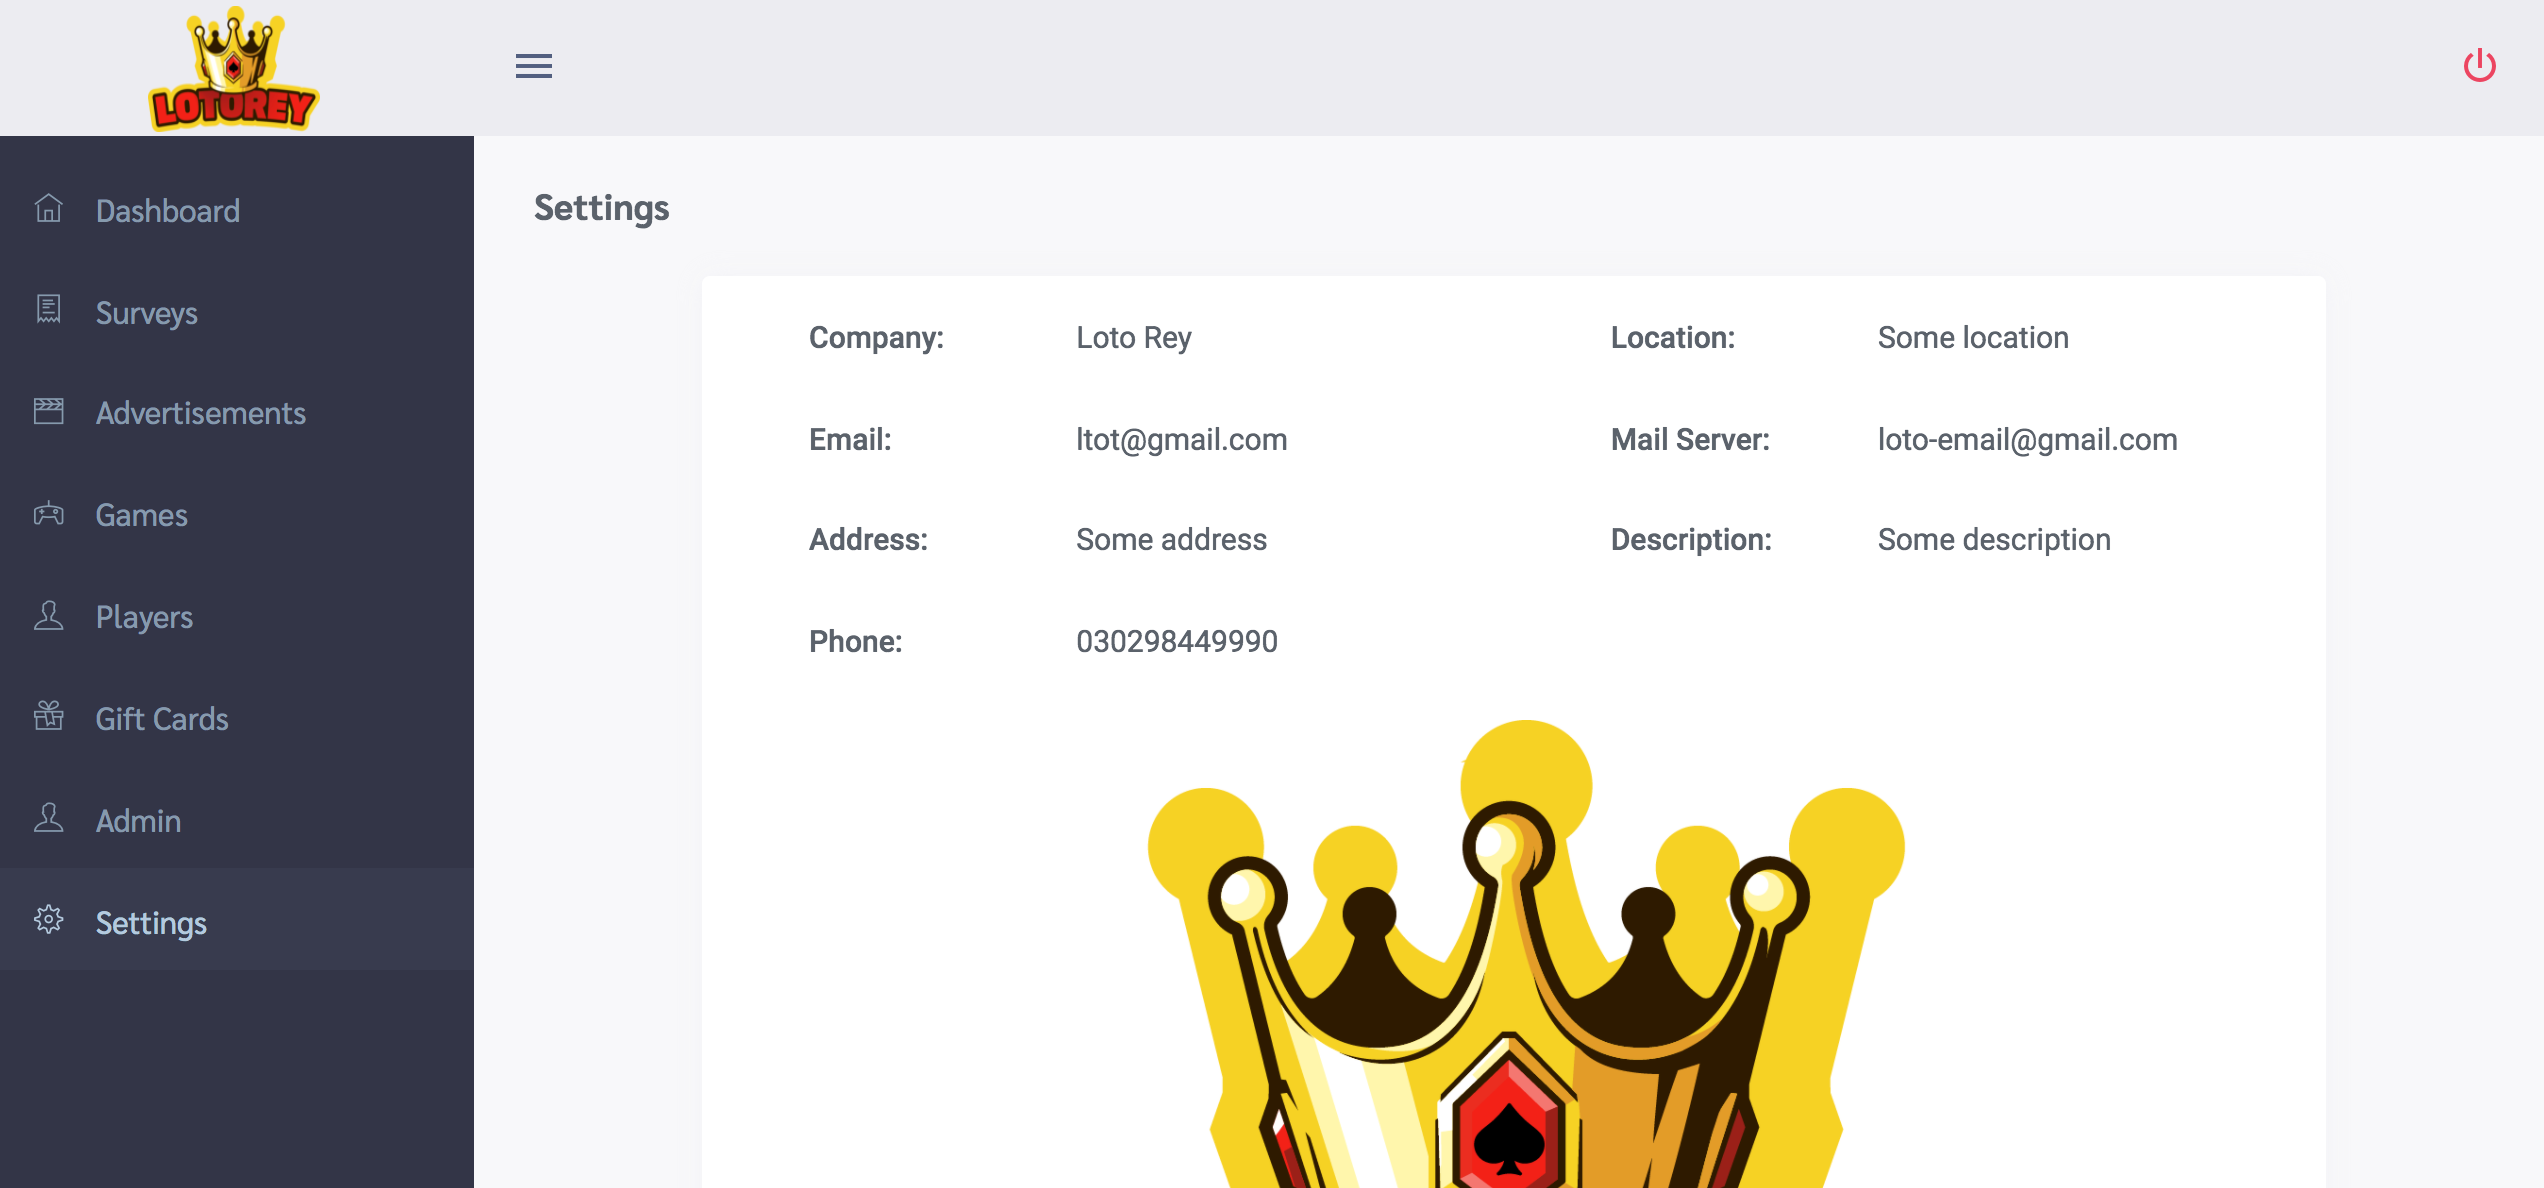 LOTOREY
Dashboard
Surveys
Advertisements
Games
Players
Gift Cards
Admin
Settings
Settings
Company: Loto Rey Location: Some location
Email: ltot@gmail.com Mail Server: loto-email@gmail.com
Address: Some address Description: Some description
Phone: 030298449990